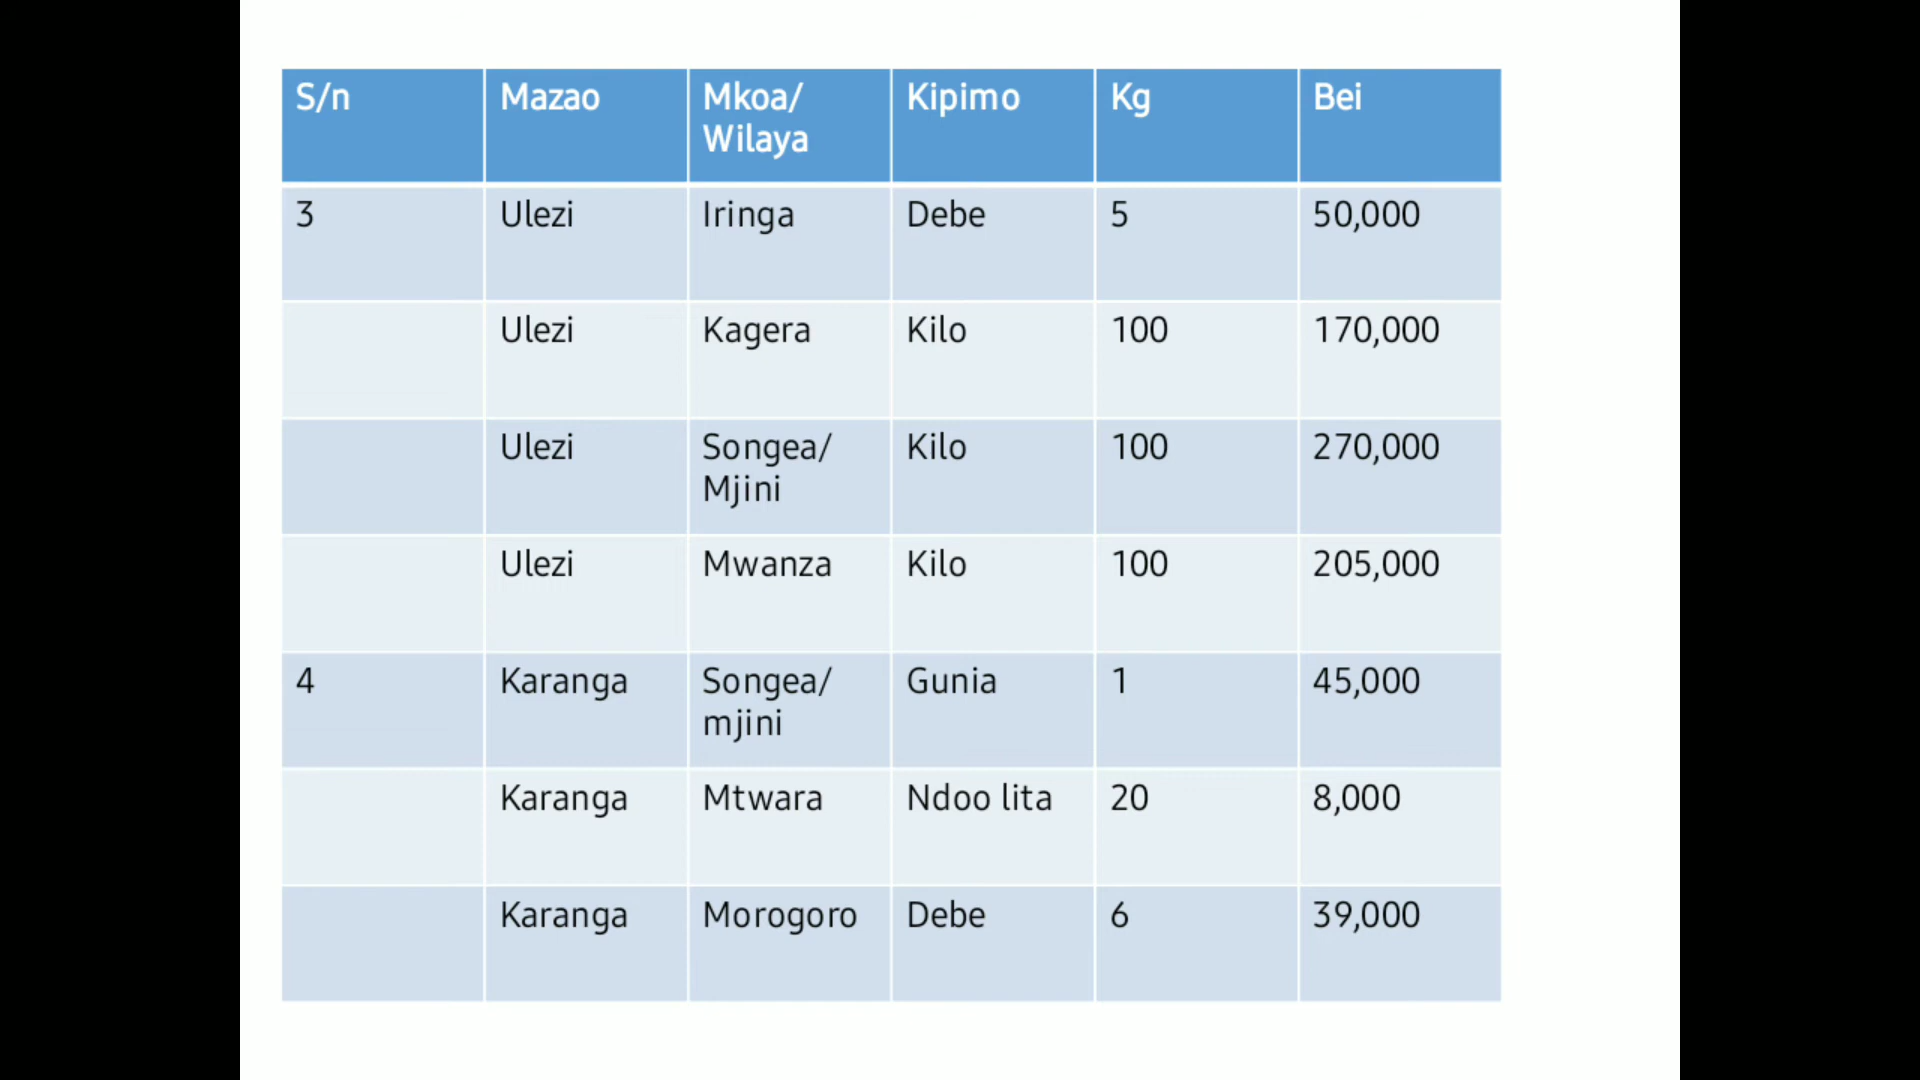 S/n Mazao Mkoa/ Kipimo Kg Bei
Wilaya
3 Ulezi Iringa Debe 5 50,000
Ulezi Kagera Kilo 100 170,000
Ulezi Songea/ Kilo 100 270,000
Mjini
Ulezi Mwanza Kilo 100 205,000
4 Karanga Songea/ Gunia 1 45,000
mjini
Karanga Mtwara Ndoo lita 20 8,000
Karanga Morogoro Debe 6 39,000